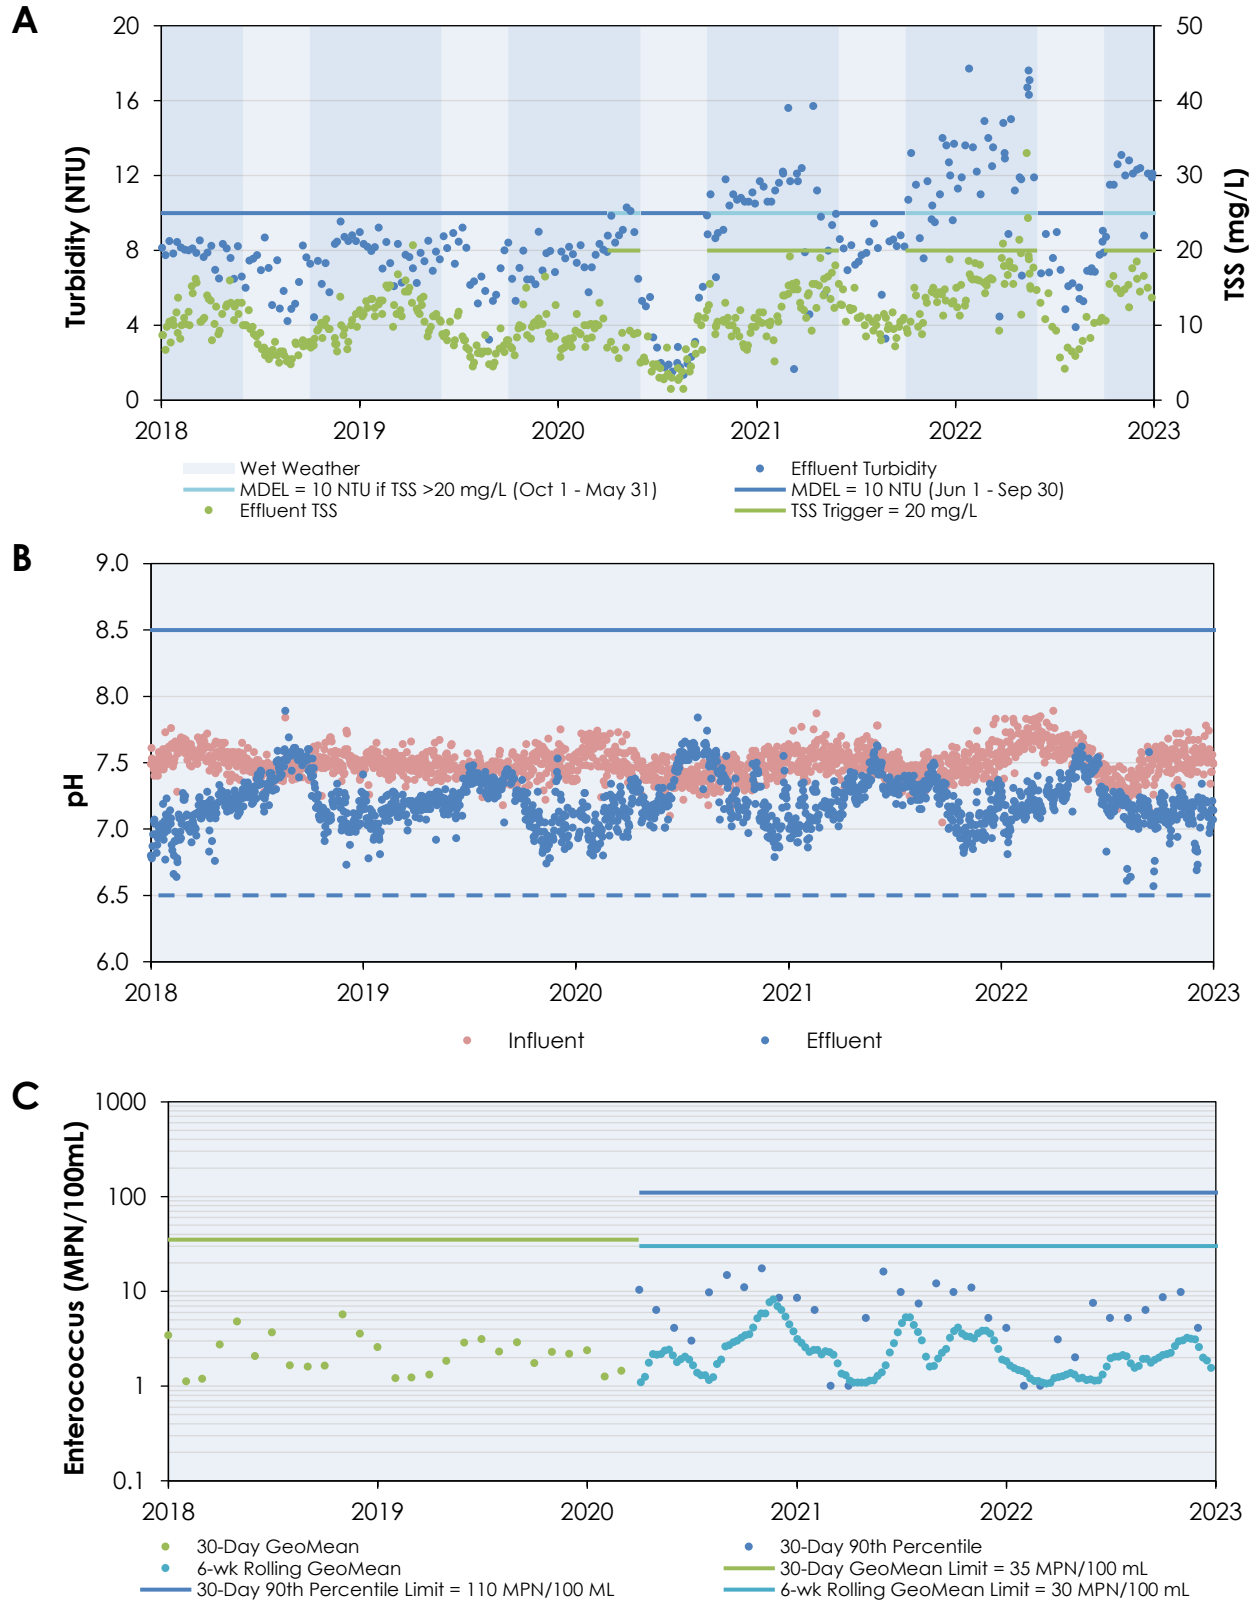 A
20
16
12
8
4
0
Turbidity (NTU)
50
40
30
20
10
0
TSS (mg/L)
2018 2019 2020 2021 2022 2023
Wet Weather
Effluent Turbidity
MDEL = 10 NTU if TSS >20 mg/L (Oct 1 - May 31)
MDEL = 10 NTU (Jun 1 - Sep 30)
Effluent TSS
TSS Trigger = 20 mg/L
B
9.0
8.5
8.0
7.5
7.0
6.5
6.0
pH
2018 2019 2020 2021 2022 2023
Influent
Effluent
C
1000
100
10
1
0.1
Enterococcus (MPN/100mL)
2018 2019 2020 2021 2022 2023
30-Day GeoMean
30-Day 90th Percentile
6-wk Rolling GeoMean
30-Day GeoMean Limit = 35 MPN/100 mL
30-Day 90th Percentile Limit = 110 MPN/100 ML
6-wk Rolling GeoMean Limit = 30 MPN/100 mL